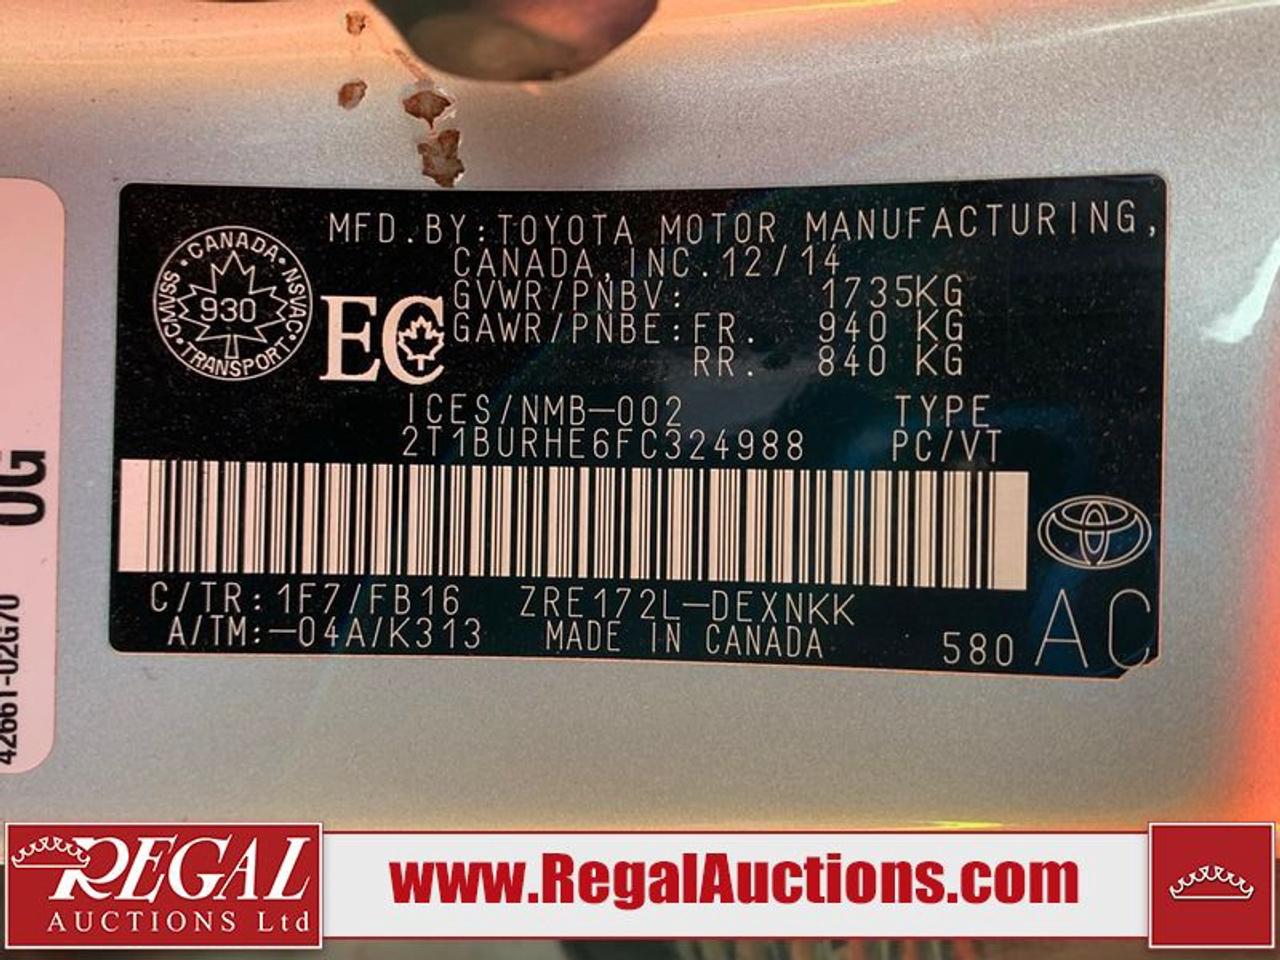 MFD.BY:TOYOTA MOTOR MANUFACTURING,
CANADA,INC.12/14
GVWR/PNBV: 1735KG
GAWR/PNBE:FR. 940 KG
RR. 840 KG
CANADA
CMVSS
930
NSVAC
TRANSPORT
EC
ICES/NMB-002 TYPE
2T1BURHE6FC324988 PC/VT
C/TR:1F7/FB16 ZRE172L-DEXNKK
A/TM:-04A/K313 MADE IN CANADA 580 AC
0G
42661-02G70
REGAL
AUCTIONS Ltd
www.RegalAuctions.com